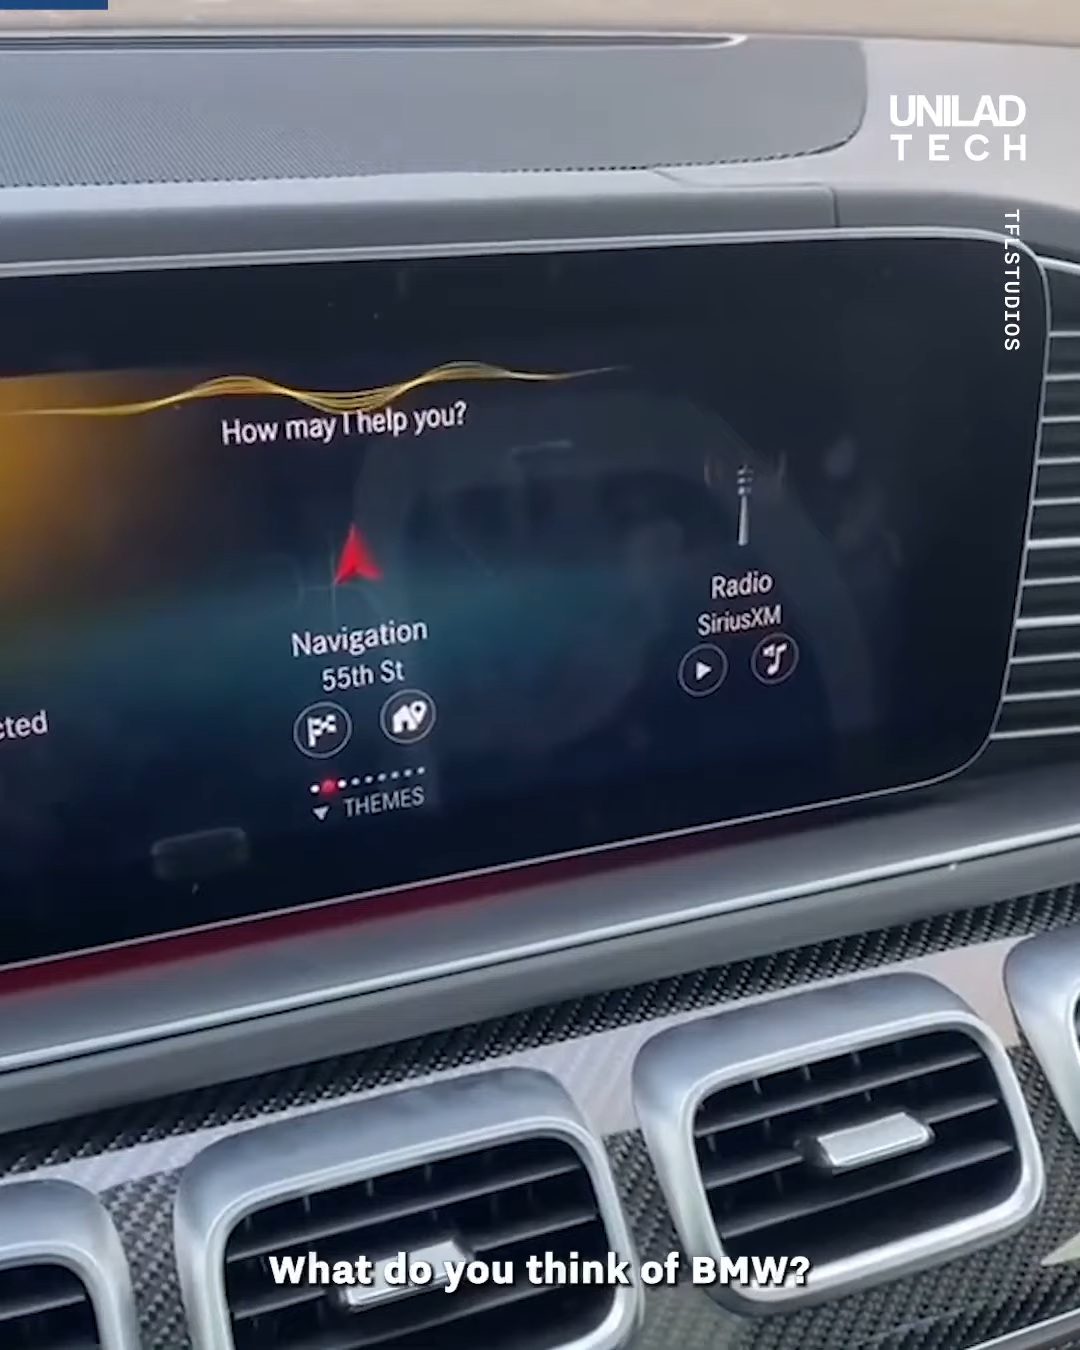 UNILAD
TECH
TFLSTUDIOS
How may I help you?
Navigation
55th St
THEMES
Radio
SiriusXM
cted
What do you think of BMW?